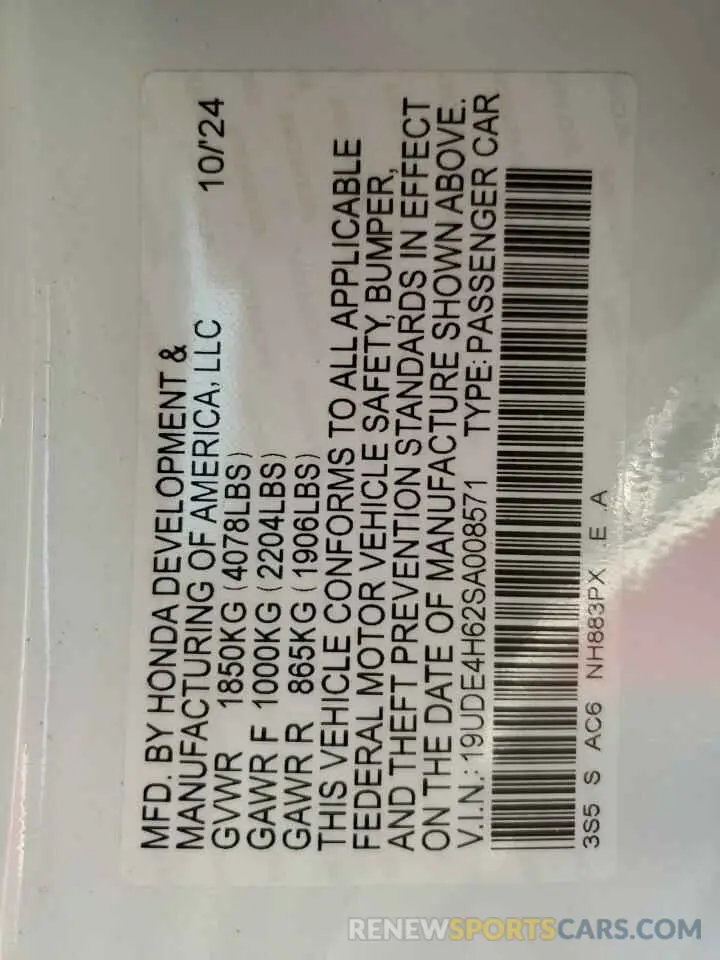 MFD. BY HONDA DEVELOPMENT &
MANUFACTURING OF AMERICA, LLC 10/'24
GVWR 1850KG (4078LBS)
GAWR F 1000KG (2204LBS)
GAWR R 865KG (1906LBS)
THIS VEHICLE CONFORMS TO ALL APPLICABLE
FEDERAL MOTOR VEHICLE SAFETY, BUMPER,
AND THEFT PREVENTION STANDARDS IN EFFECT
ON THE DATE OF MANUFACTURE SHOWN ABOVE.
V.I.N.: 19UDE4H62SA008571 TYPE: PASSENGER CAR
3S5 S AC6 NH883PX .E .A
RENEWSPORTSCARS.COM